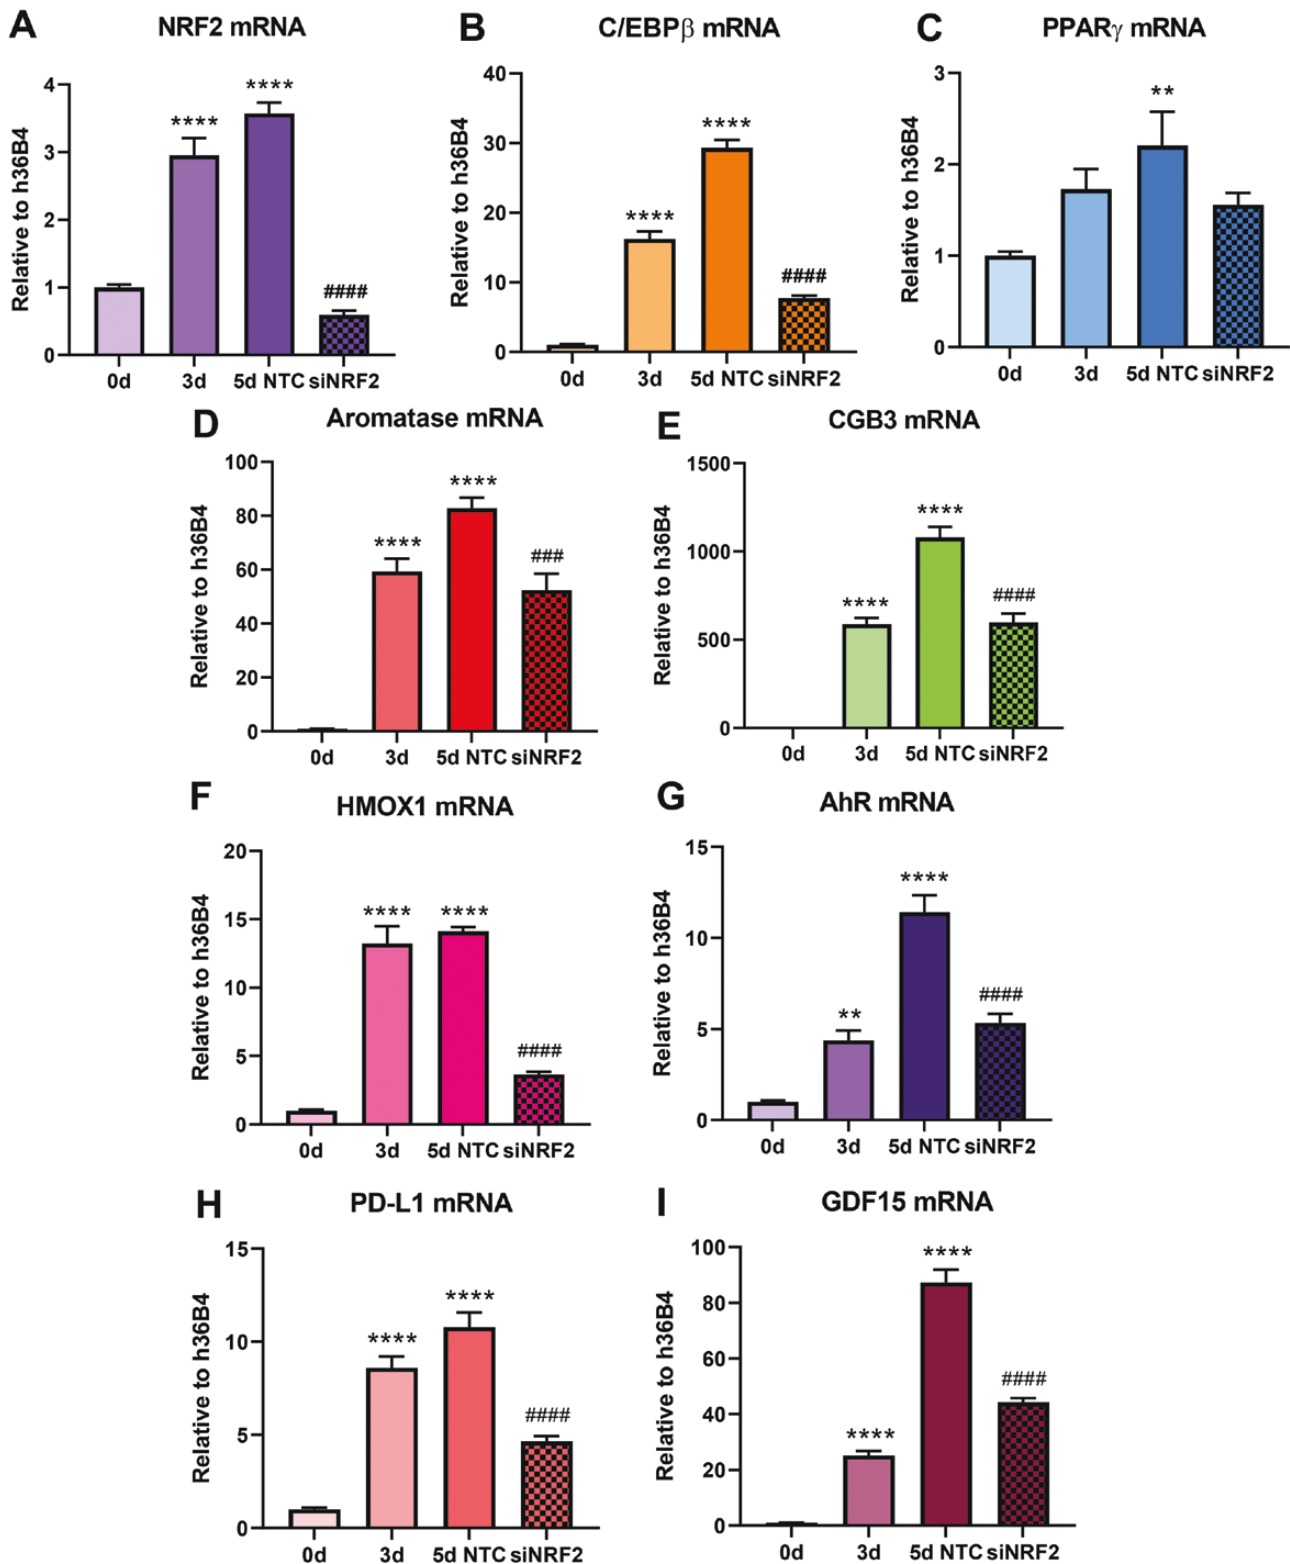 A
NRF2 mRNA
Relative to h36B4
4
3
2
1
0
****
****
####
0d 3d 5d NTC siNRF2
B
C/EBPβ mRNA
Relative to h36B4
40
30
20
10
0
****
****
####
0d 3d 5d NTC siNRF2
C
PPARγ mRNA
Relative to h36B4
3
2
1
0
**
0d 3d 5d NTC siNRF2
D
Aromatase mRNA
Relative to h36B4
100
80
60
40
20
0
****
****
###
0d 3d 5d NTC siNRF2
E
CGB3 mRNA
Relative to h36B4
1500
1000
500
0
****
****
####
0d 3d 5d NTC siNRF2
F
HMOX1 mRNA
Relative to h36B4
20
15
10
5
0
****
****
####
0d 3d 5d NTC siNRF2
G
AhR mRNA
Relative to h36B4
15
10
5
0
**
****
####
0d 3d 5d NTC siNRF2
H
PD-L1 mRNA
Relative to h36B4
15
10
5
0
****
****
####
0d 3d 5d NTC siNRF2
I
GDF15 mRNA
Relative to h36B4
100
80
60
40
20
0
****
****
####
0d 3d 5d NTC siNRF2